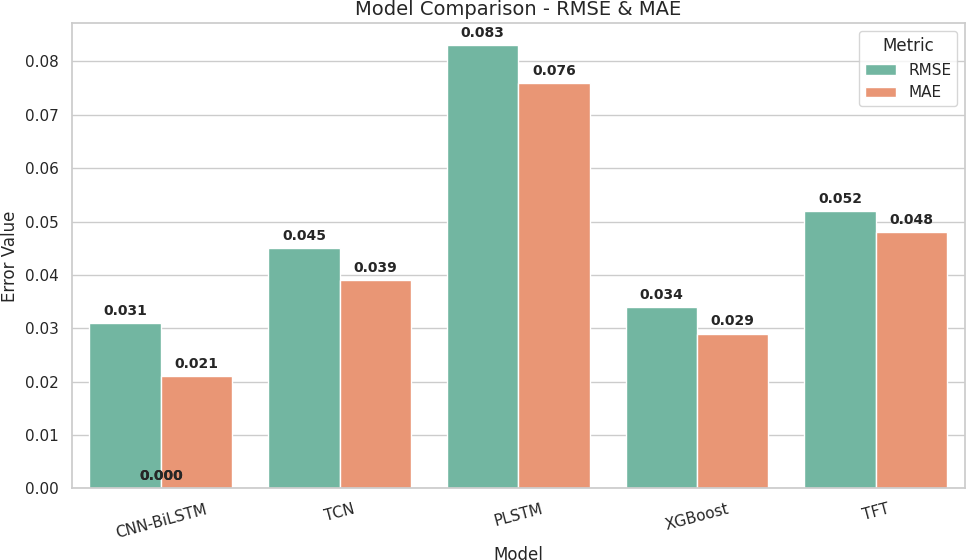 Model Comparison - RMSE & MAE
Metric
RMSE
MAE
Error Value
0.08
0.07
0.06
0.05
0.04
0.03
0.02
0.01
0.00
0.031
0.021
0.000
0.045
0.039
0.083
0.076
0.034
0.029
0.052
0.048
CNN-BiLSTM
TCN
PLSTM
XGBoost
TFT
Model